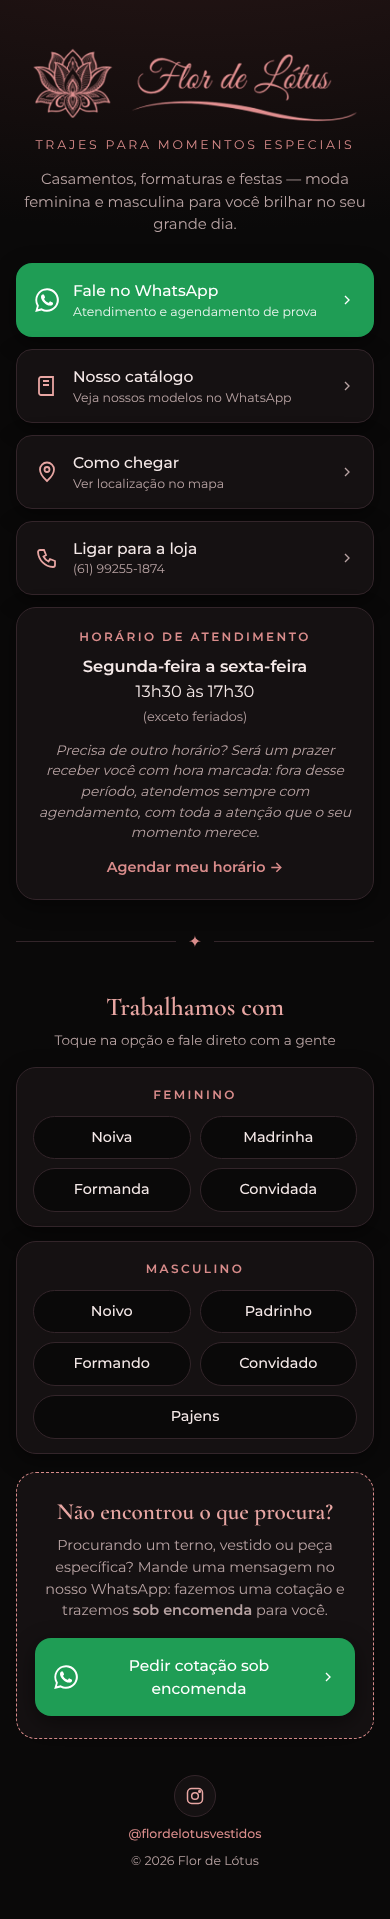 Flor de Lótus
TRAJES PARA MOMENTOS ESPECIAIS
Casamentos, formaturas e festas — moda
feminina e masculina para você brilhar no seu
grande dia.
Fale no WhatsApp
Atendimento e agendamento de prova
Nosso catálogo
Veja nossos modelos no WhatsApp
Como chegar
Ver localização no mapa
Ligar para a loja
(61) 99255-1874
HORÁRIO DE ATENDIMENTO
Segunda-feira a sexta-feira
13h30 às 17h30
(exceto feriados)
Precisa de outro horário? Será um prazer
receber você com hora marcada: fora desse
período, atendemos sempre com
agendamento, com toda a atenção que o seu
momento merece.
Agendar meu horário →
Trabalhamos com
Toque na opção e fale direto com a gente
FEMININO
Noiva
Madrinha
Formanda
Convidada
MASCULINO
Noivo
Padrinho
Formando
Convidado
Pajens
Não encontrou o que procura?
Procurando um terno, vestido ou peça
específica? Mande uma mensagem no
nosso WhatsApp: fazemos uma cotação e
trazemos sob encomenda para você.
Pedir cotação sob
encomenda
@flordelotusvestidos
© 2026 Flor de Lótus